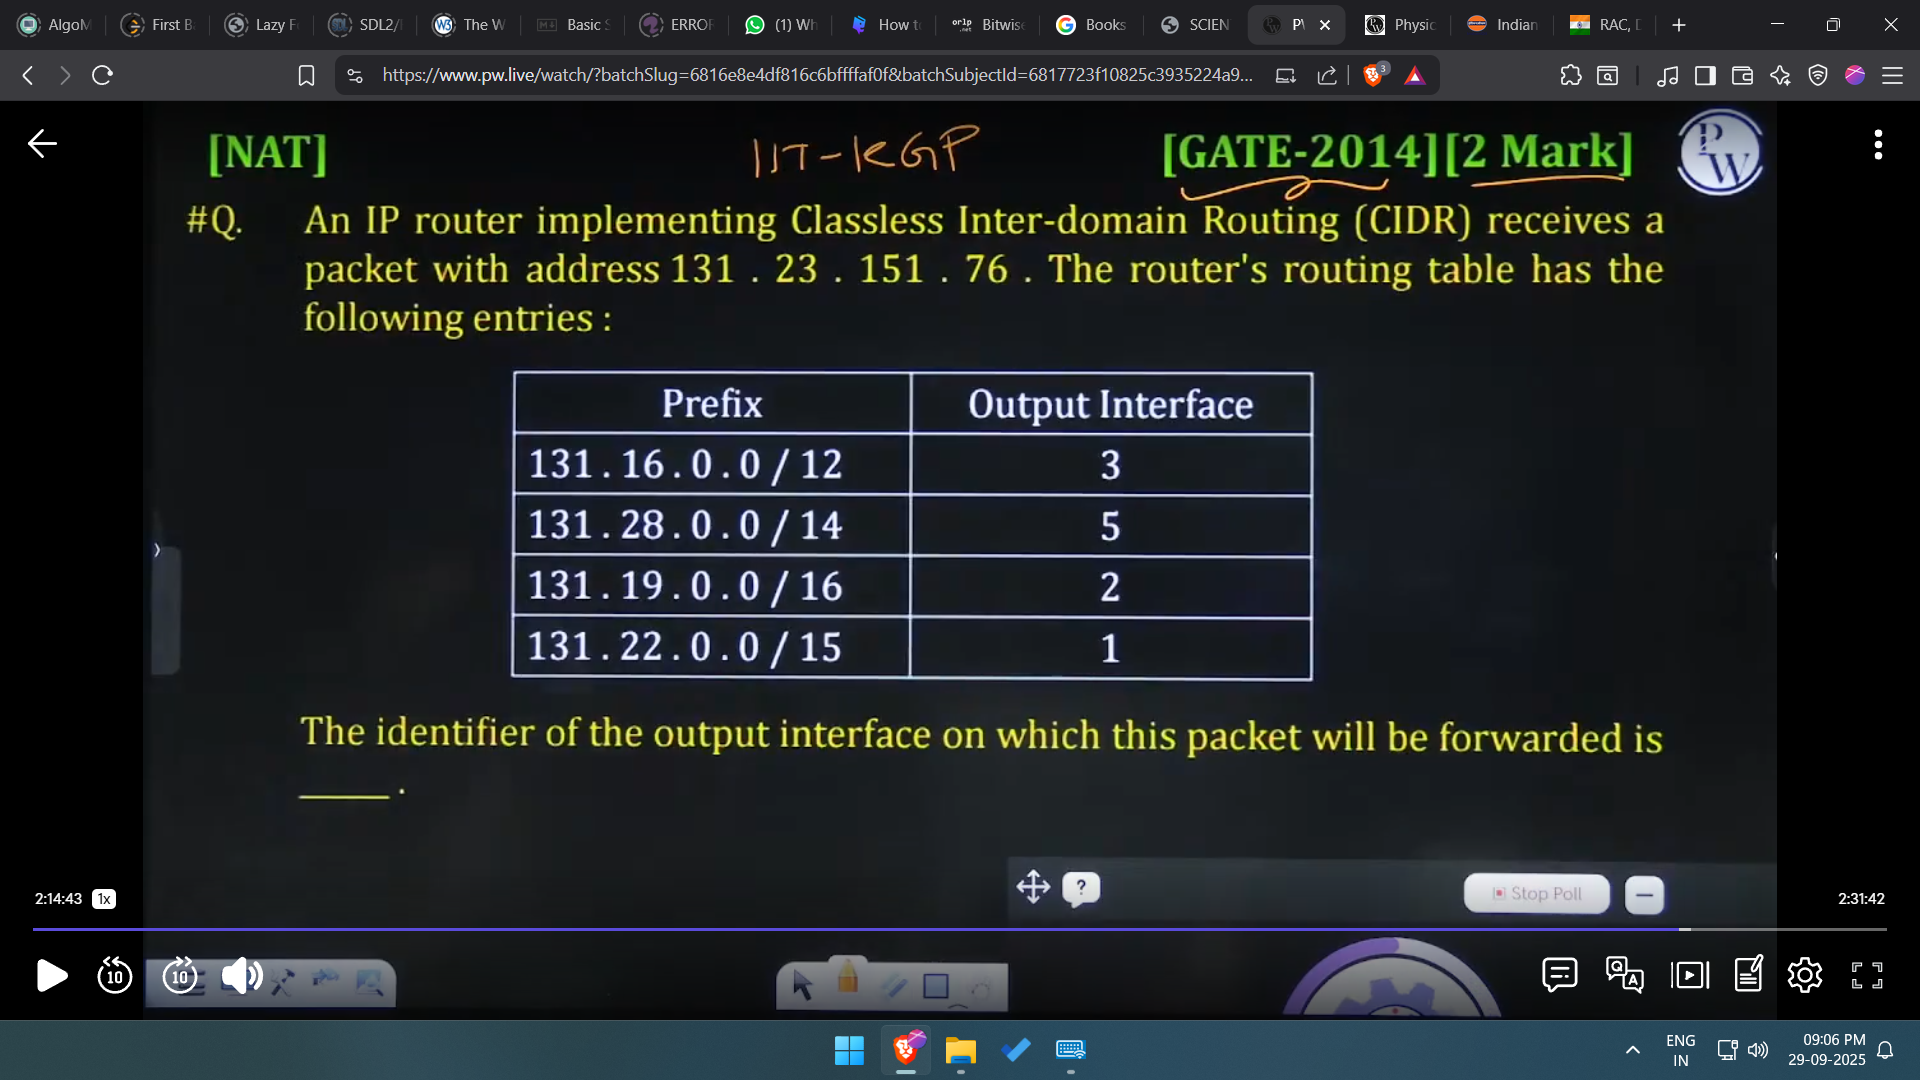 AlgoM
First B
Lazy F
SDL2/
The W
Basic S
ERROR
(1) Wh
How t
Bitwise
Books
SCIEN
P
Physic
Indian
RAC,
https://www.pw.live/watch/?batchSlug=6816e8e4df816c6bffffaf0f&batchSubjectId=6817723f10825c3935224a9...
3
[NAT]
IIT-KGP
[GATE-2014][2 Mark]
P
W
#Q. An IP router implementing Classless Inter-domain Routing (CIDR) receives a
packet with address 131 . 23 . 151 . 76 . The router's routing table has the
following entries :
Prefix Output Interface
131 . 16 . 0 . 0 / 12 3
131 . 28 . 0 . 0 / 14 5
131 . 19 . 0 . 0 / 16 2
131 . 22 . 0 . 0 / 15 1
The identifier of the output interface on which this packet will be forwarded is
_____ .
?
Stop Poll
2:14:43 1x
2:31:42
10
10
Q
A
ENG
IN
09:06 PM
29-09-2025